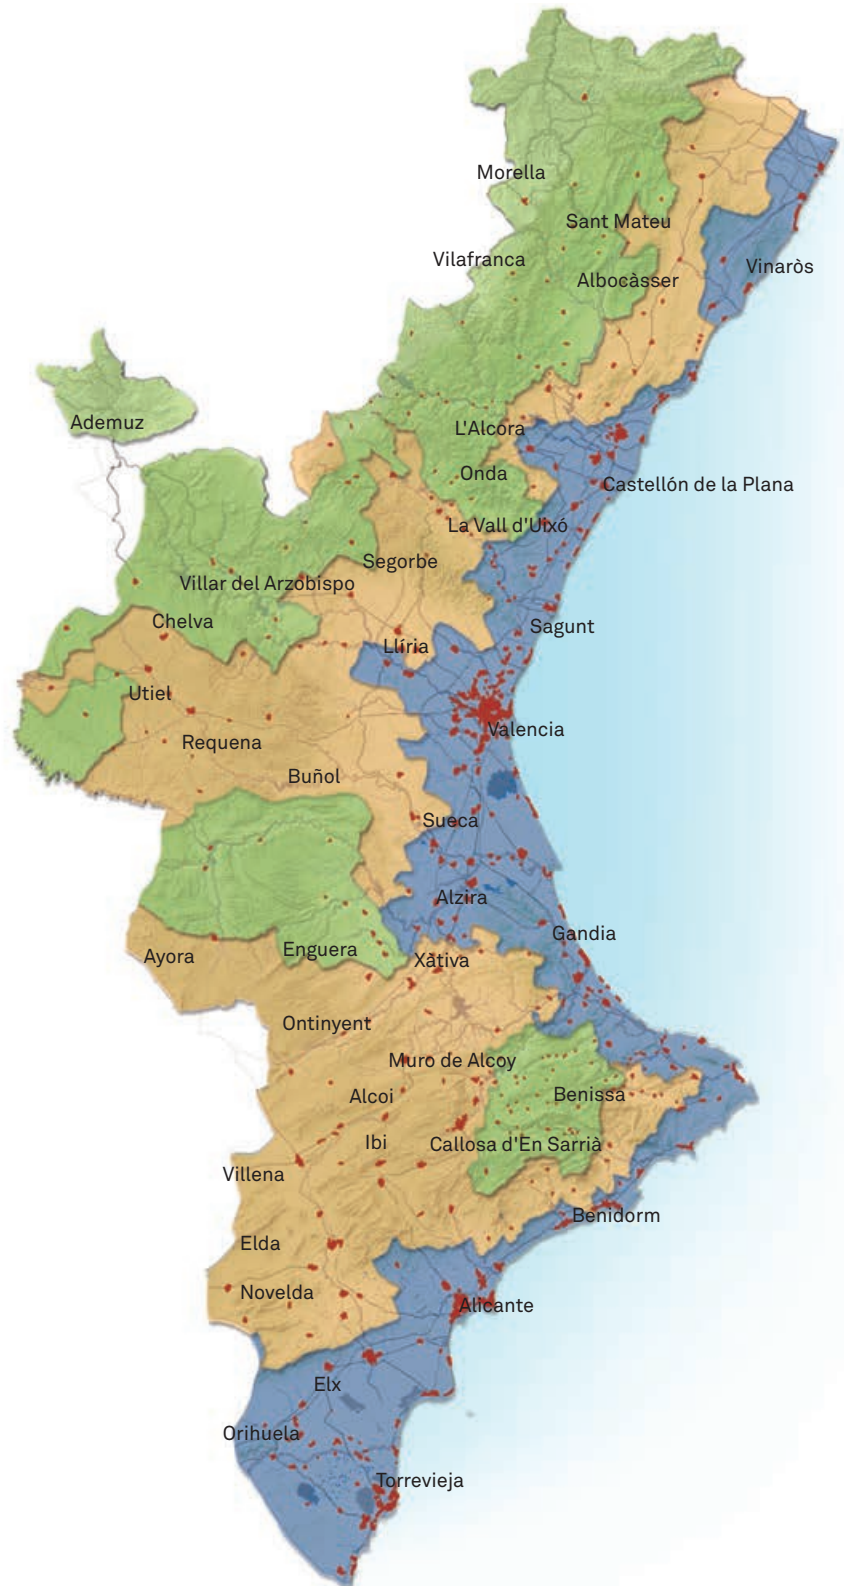 Morella
Sant Mateu
Vilafranca
Albocàsser
Vinaròs
Ademuz
L'Alcora
Onda
Castellón de la Plana
La Vall d'Uixó
Segorbe
Villar del Arzobispo
Chelva
Sagunt
Llíria
Utiel
Valencia
Requena
Buñol
Sueca
Alzira
Gandia
Enguera
Ayora
Xàtiva
Ontinyent
Muro de Alcoy
Alcoi
Benissa
Ibi
Callosa d'En Sarrià
Villena
Benidorm
Elda
Novelda
Alicante
Elx
Orihuela
Torrevieja